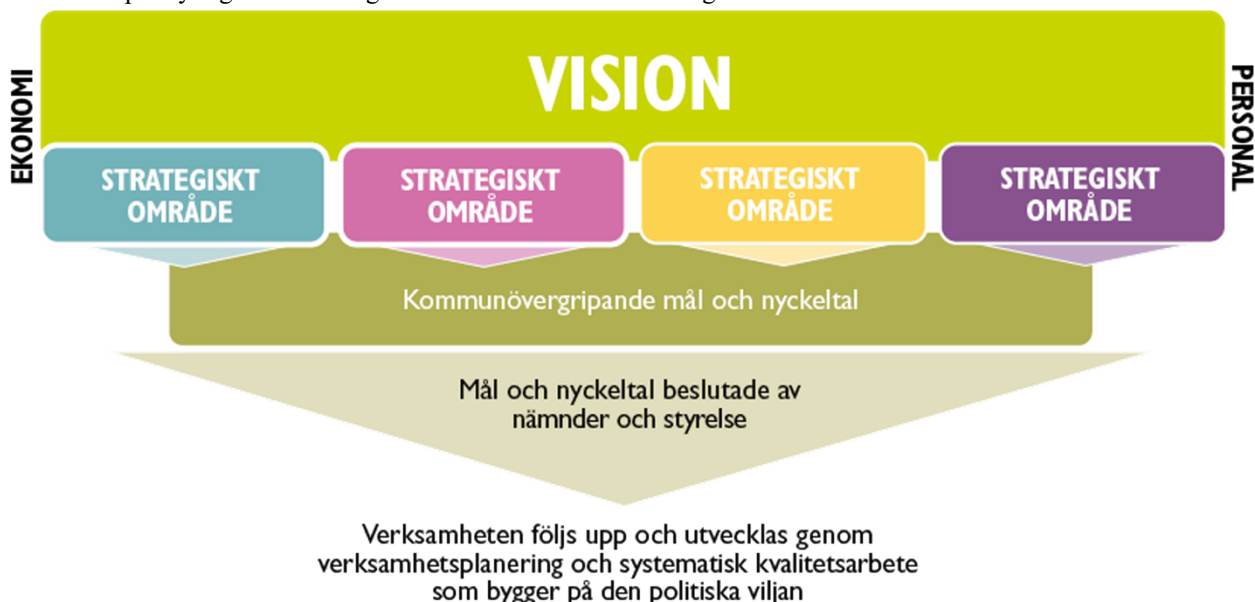 VISION
EKONOMI
PERSONAL
STRATEGISKT
OMRÅDE
STRATEGISKT
OMRÅDE
STRATEGISKT
OMRÅDE
STRATEGISKT
OMRÅDE
Kommunövergripande mål och nyckeltal
Mål och nyckeltal beslutade av
nämnder och styrelse
Verksamheten följs upp och utvecklas genom
verksamhetsplanering och systematisk kvalitetsarbete
som bygger på den politiska viljan